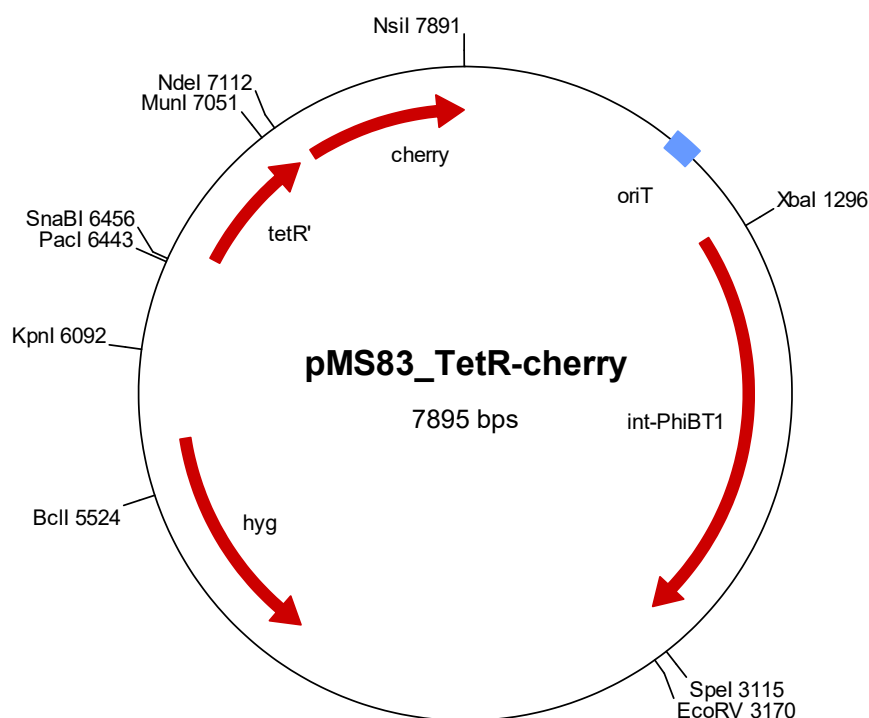 NsiI 7891
NdeI 7112
MunI 7051
cherry
oriT
XbaI 1296
tetR'
SnaBI 6456
PacI 6443
KpnI 6092
pMS83_TetR-cherry
7895 bps
int-PhiBT1
BclI 5524
hyg
SpeI 3115
EcoRV 3170